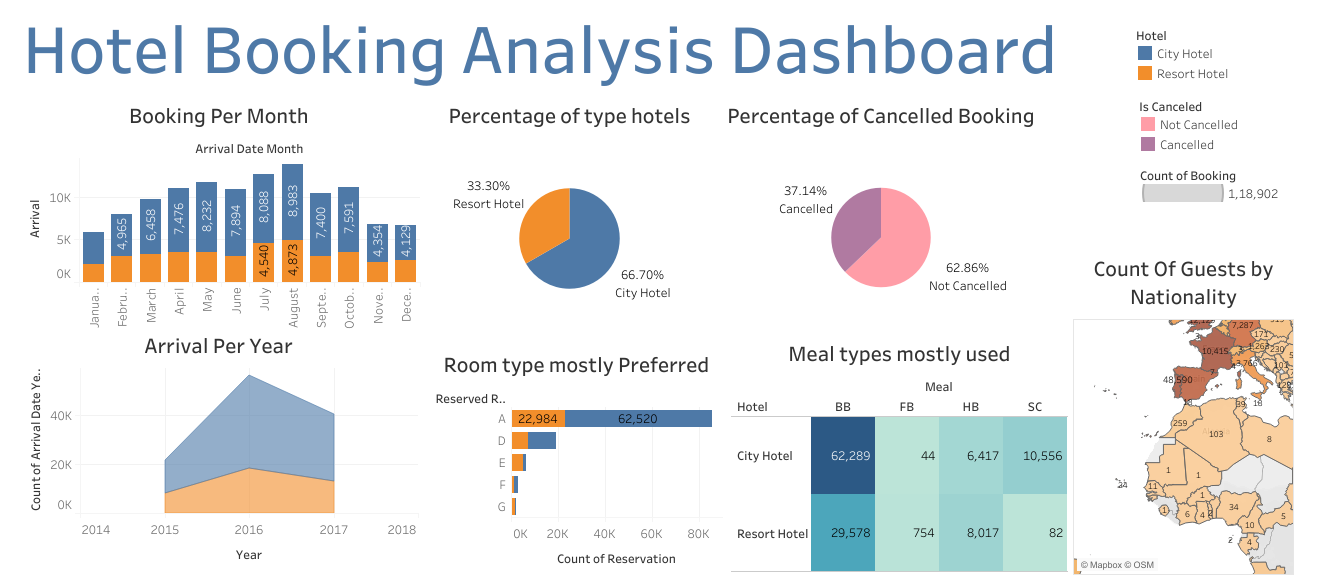 Hotel Booking Analysis Dashboard
Hotel
City Hotel
Resort Hotel
Is Canceled
Not Cancelled
Cancelled
Count of Booking
1,18,902
Booking Per Month
Arrival Date Month
Arrival
10K
5K
0K
4,965
6,458
7,476
8,232
7,894
8,088
8,983
7,400
7,591
4,354
4,129
4,540
4,873
Janua..
Febru..
March
April
May
June
July
August
Septe..
Octob..
Nove..
Dece..
Percentage of type hotels
33.30%
Resort Hotel
66.70%
City Hotel
Percentage of Cancelled Booking
37.14%
Cancelled
62.86%
Not Cancelled
Arrival Per Year
Count of Arrival Date Ye..
40K
20K
0K
2014
2015
2016
2017
2018
Year
Room type mostly Preferred
Reserved R..
A
22,984
62,520
D
E
F
G
0K
20K
40K
60K
80K
Count of Reservation
Meal types mostly used
Meal
Hotel
BB
FB
HB
SC
City Hotel
62,289
44
6,417
10,556
Resort Hotel
29,578
754
8,017
82
Count Of Guests by
Nationality
7,287
171
10,415
230
7
48,590
39
16
259
103
8
1
1
34
11
1
1
6
4
34
5
10
2
4
© Mapbox © OSM